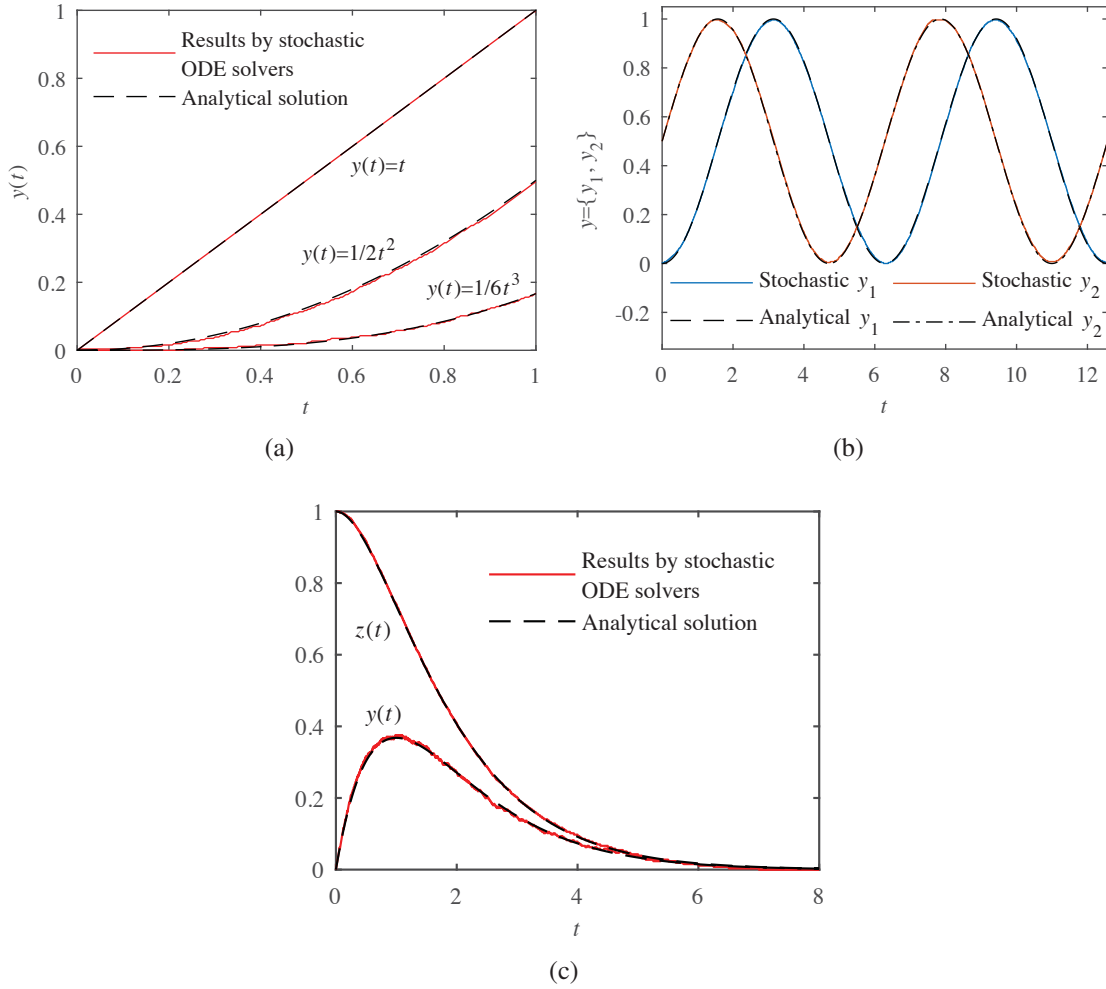 1
0.8
0.6
0.4
0.2
0
y(t)
Results by stochastic
ODE solvers
Analytical solution
y(t)=t
y(t)=1/2t²
y(t)=1/6t³
0 0.2 0.4 0.6 0.8 1
t
(a)
1
0.8
0.6
0.4
0.2
0
-0.2
y={y₁, y₂}
Stochastic y₁ Stochastic y₂
Analytical y₁ Analytical y₂
0 2 4 6 8 10 12
t
(b)
1
0.8
0.6
0.4
0.2
0
Results by stochastic
ODE solvers
Analytical solution
z(t)
y(t)
0 2 4 6 8
t
(c)